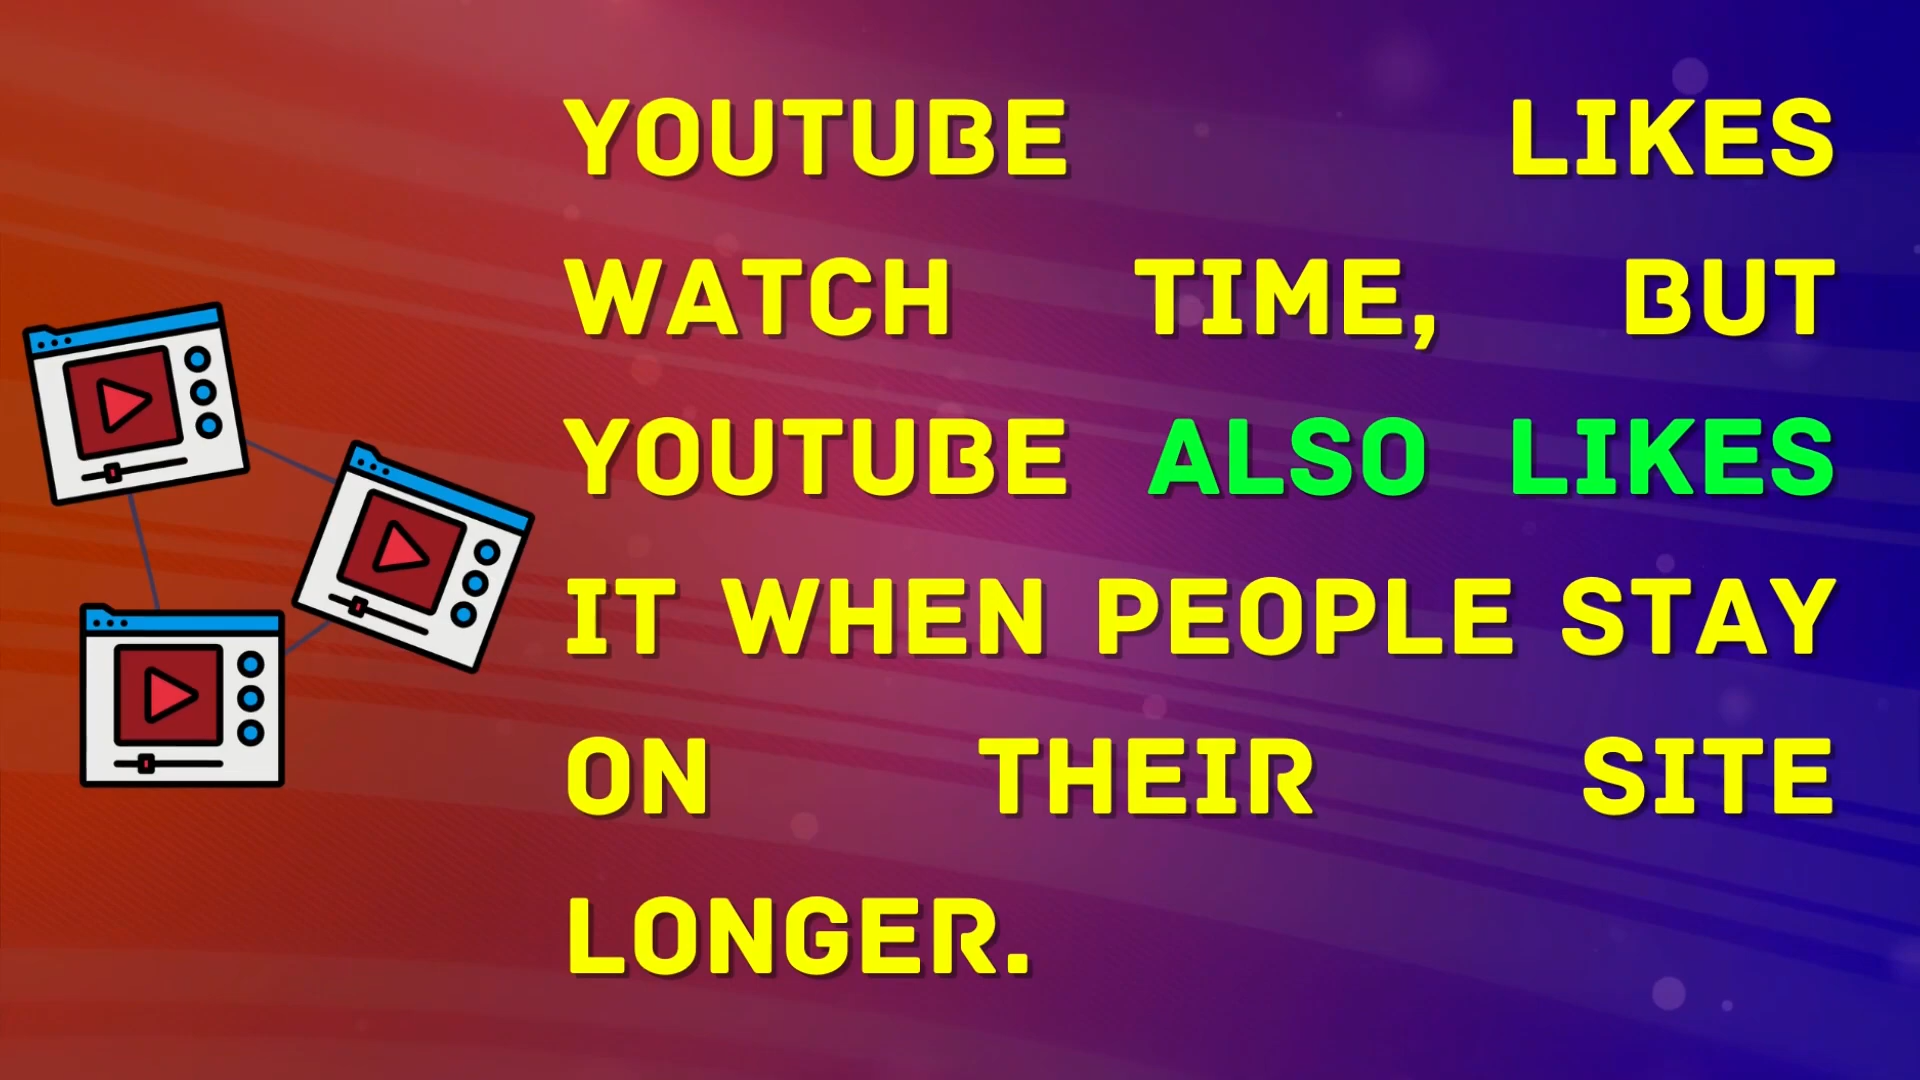 YOUTUBE LIKES
WATCH TIME, BUT
YOUTUBE ALSO LIKES
IT WHEN PEOPLE STAY
ON THEIR SITE
LONGER.